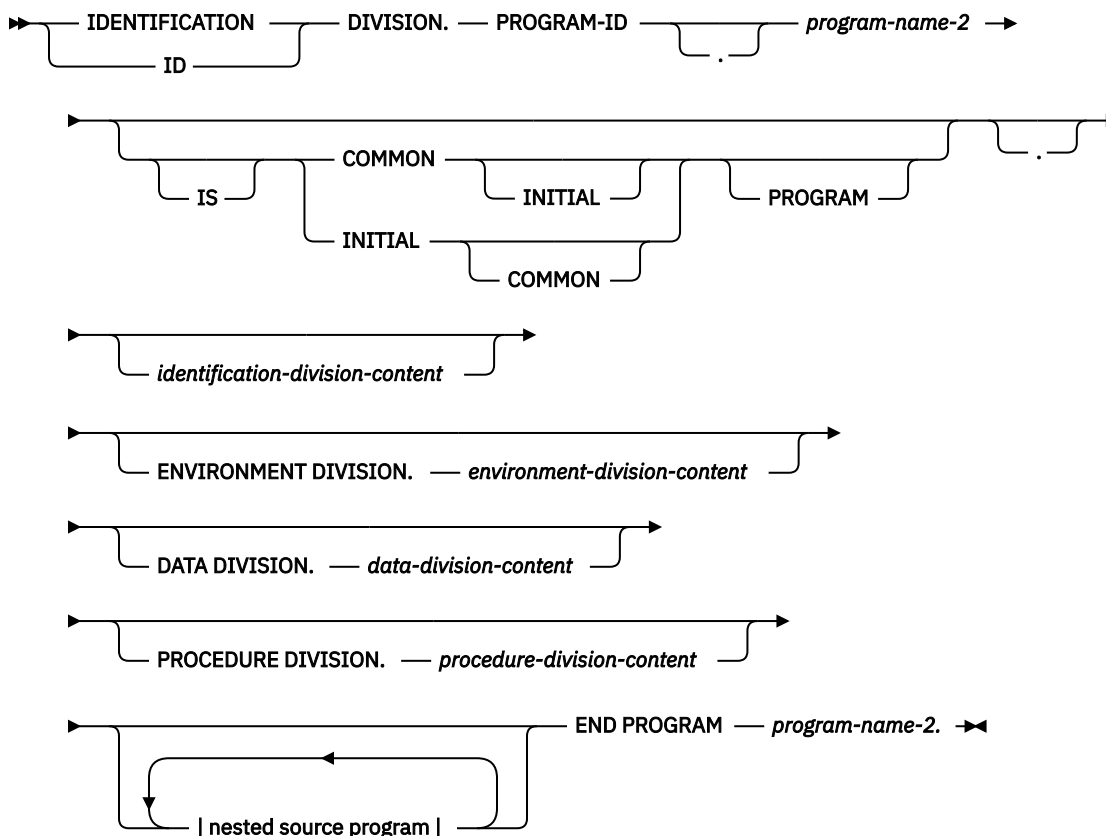 IDENTIFICATION DIVISION. PROGRAM-ID program-name-2
ID .
COMMON .
IS INITIAL PROGRAM
INITIAL
COMMON
identification-division-content
ENVIRONMENT DIVISION. environment-division-content
DATA DIVISION. data-division-content
PROCEDURE DIVISION. procedure-division-content
END PROGRAM program-name-2.
| nested source program |